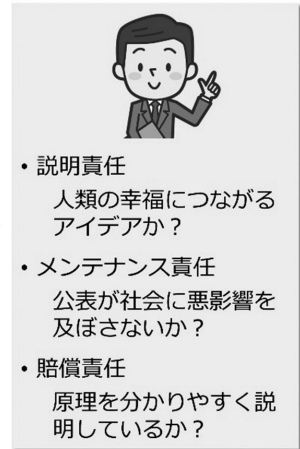 • 説明責任
人類の幸福につながる
アイデアか?
• メンテナンス責任
公表が社会に悪影響を
及ぼさないか?
• 賠償責任
原理を分かりやすく説
明しているか?